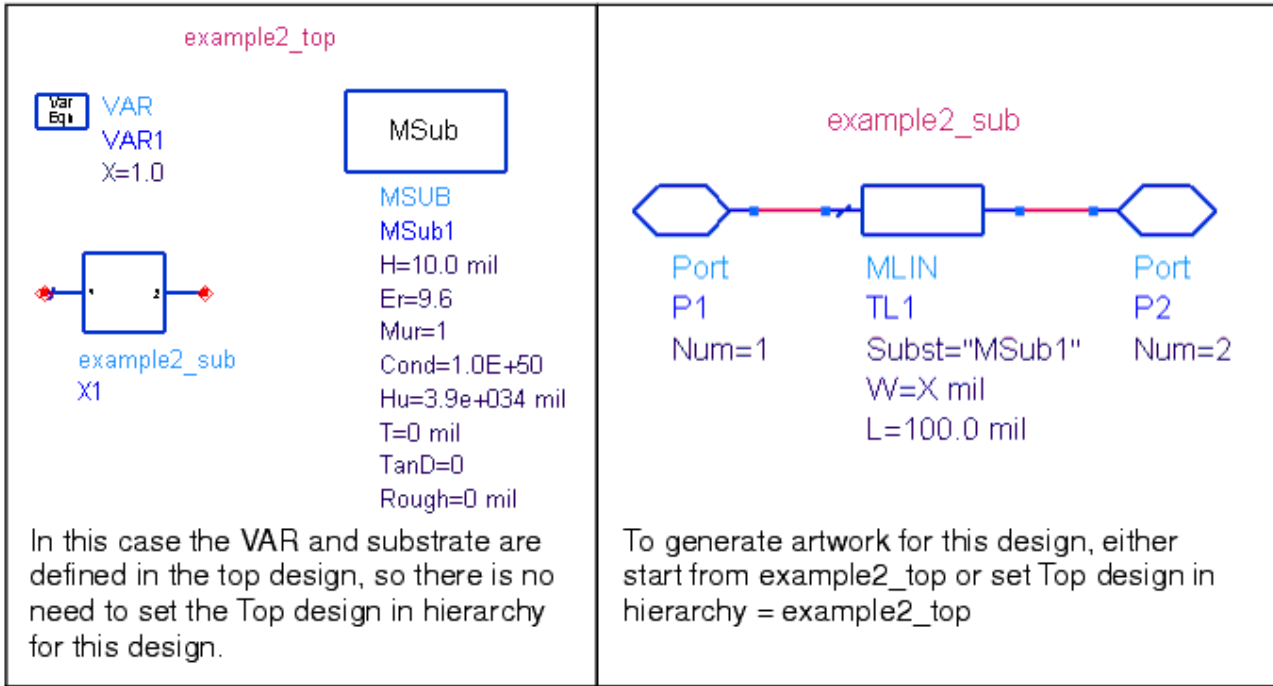 example2_top
Var
Eqn
VAR
VAR1
X=1.0
MSub
MSUB
MSub1
H=10.0 mil
Er=9.6
Mur=1
Cond=1.0E+50
Hu=3.9e+034 mil
T=0 mil
TanD=0
Rough=0 mil
1
2
example2_sub
X1
In this case the VAR and substrate are
defined in the top design, so there is no
need to set the Top design in hierarchy
for this design.
example2_sub
Port
P1
Num=1
MLIN
TL1
Subst="MSub1"
W=X mil
L=100.0 mil
Port
P2
Num=2
To generate artwork for this design, either
start from example2_top or set Top design in
hierarchy = example2_top